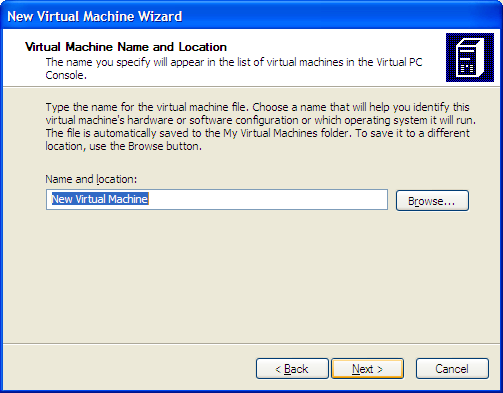 New Virtual Machine Wizard
Virtual Machine Name and Location
The name you specify will appear in the list of virtual machines in the Virtual PC
Console.
Type the name for the virtual machine file. Choose a name that will help you identify this
virtual machine's hardware or software configuration or which operating system it will run.
The file is automatically saved to the My Virtual Machines folder. To save it to a different
location, use the Browse button.
Name and location:
New Virtual Machine
Browse...
< Back
Next >
Cancel